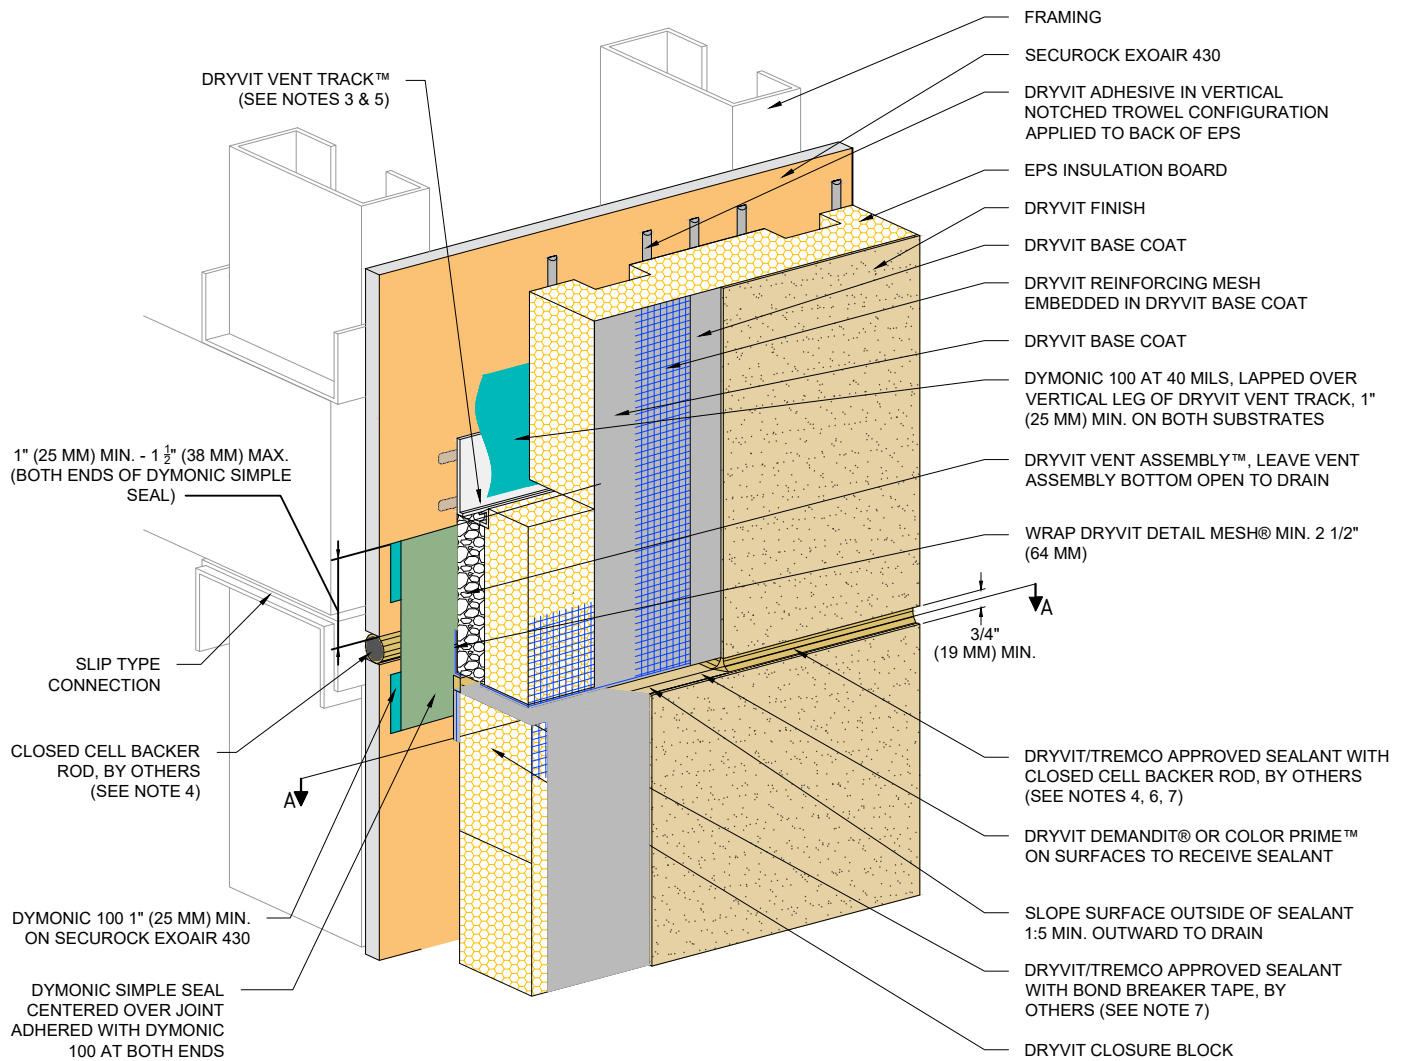 DRYVIT VENT TRACK™
(SEE NOTES 3 & 5)
1" (25 MM) MIN. - 1 1/2" (38 MM) MAX.
(BOTH ENDS OF DYMONIC SIMPLE
SEAL)
SLIP TYPE
CONNECTION
CLOSED CELL BACKER
ROD, BY OTHERS
(SEE NOTE 4)
A
DYMONIC 100 1" (25 MM) MIN.
ON SECUROCK EXOAIR 430
DYMONIC SIMPLE SEAL
CENTERED OVER JOINT
ADHERED WITH DYMONIC
100 AT BOTH ENDS
FRAMING
SECUROCK EXOAIR 430
DRYVIT ADHESIVE IN VERTICAL
NOTCHED TROWEL CONFIGURATION
APPLIED TO BACK OF EPS
EPS INSULATION BOARD
DRYVIT FINISH
DRYVIT BASE COAT
DRYVIT REINFORCING MESH
EMBEDDED IN DRYVIT BASE COAT
DRYVIT BASE COAT
DYMONIC 100 AT 40 MILS, LAPPED OVER
VERTICAL LEG OF DRYVIT VENT TRACK, 1"
(25 MM) MIN. ON BOTH SUBSTRATES
DRYVIT VENT ASSEMBLY™, LEAVE VENT
ASSEMBLY BOTTOM OPEN TO DRAIN
WRAP DRYVIT DETAIL MESH® MIN. 2 1/2"
(64 MM)
A
3/4"
(19 MM) MIN.
DRYVIT/TREMCO APPROVED SEALANT WITH
CLOSED CELL BACKER ROD, BY OTHERS
(SEE NOTES 4, 6, 7)
DRYVIT DEMANDIT® OR COLOR PRIME™
ON SURFACES TO RECEIVE SEALANT
SLOPE SURFACE OUTSIDE OF SEALANT
1:5 MIN. OUTWARD TO DRAIN
DRYVIT/TREMCO APPROVED SEALANT
WITH BOND BREAKER TAPE, BY
OTHERS (SEE NOTE 7)
DRYVIT CLOSURE BLOCK